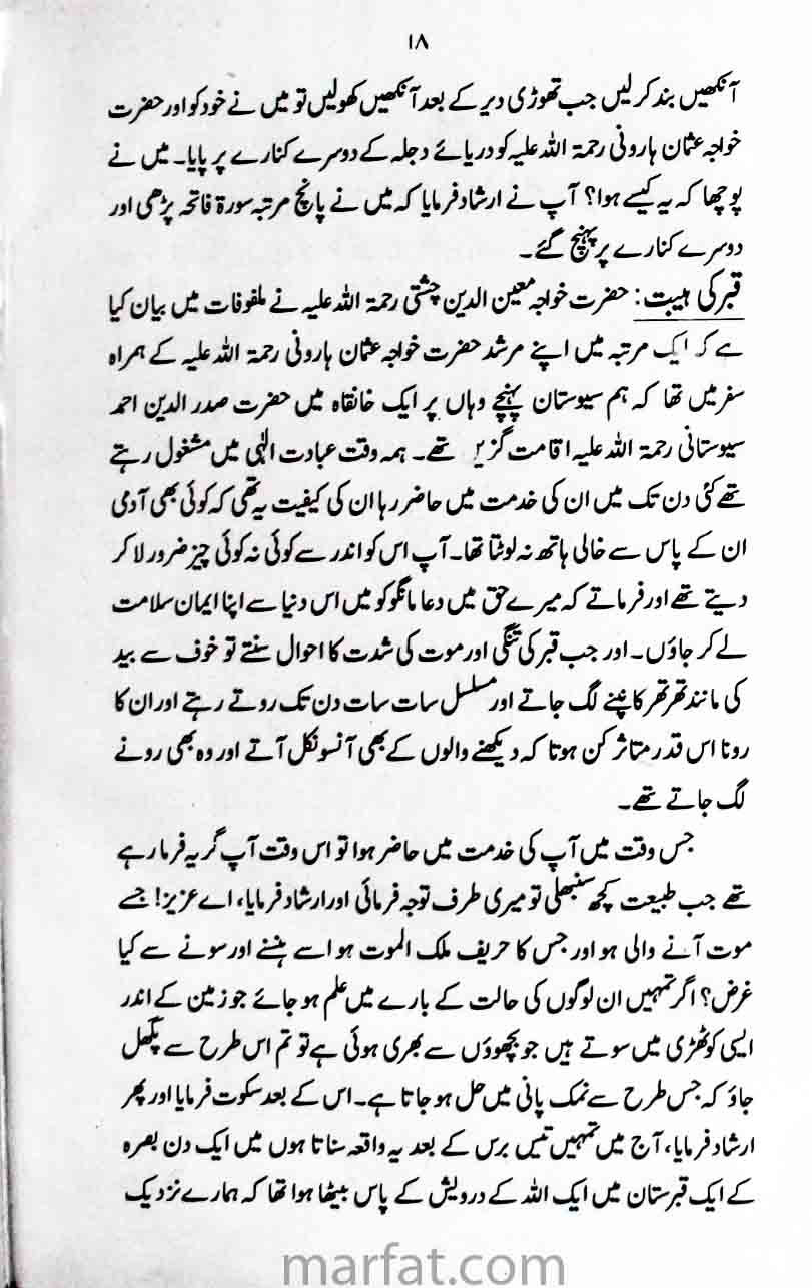 ۱۸
آنکھیں بند کر لیں جب تھوڑی دیر کے بعد آنکھیں کھولیں تو میں نے خود کو اور حضرت
خواجہ عثمان ہارونی رحمۃ اللہ علیہ کو دریائے دجلہ کے دوسرے کنارے پر پایا۔ میں نے
پوچھا کہ یہ کیسے ہوا؟ آپ نے ارشاد فرمایا کہ میں نے پانچ مرتبہ سورۃ فاتحہ پڑھی اور
دوسرے کنارے پر پہنچ گئے۔
قبر کی ہیبت: حضرت خواجہ معین الدین چشتی رحمۃ اللہ علیہ نے ملفوفات میں بیان کیا
ہے کہ ایک مرتبہ میں اپنے مرشد حضرت خواجہ عثمان ہارونی رحمۃ اللہ علیہ کے ہمراہ
سفر میں تھا کہ ہم سیوستان پہنچے وہاں پر ایک خانقاہ میں حضرت صدر الدین احمد
سیوستانی رحمۃ اللہ علیہ اقامت گزیں تھے۔ ہمہ وقت عبادت الٰہی میں مشغول رہتے
تھے کئی دن تک میں ان کی خدمت میں حاضر رہا ان کی کیفیت یہ تھی کہ کوئی بھی آدمی
ان کے پاس سے خالی ہاتھ نہ لوٹتا تھا۔ آپ اس کو اندر سے کوئی نہ کوئی چیز ضرور لا کر
دیتے تھے اور فرماتے کہ میرے حق میں دعا مانگو کو میں اس دنیا سے اپنا ایمان سلامت
لے کر جاؤں۔ اور جب قبر کی تنگی اور موت کی شدت کا احوال سنتے تو خوف سے بید
کی مانند تھر تھر کانپنے لگ جاتے اور مسلسل سات سات دن تک روتے رہتے اور ان کا
رونا اس قدر متاثر کن ہوتا کہ دیکھنے والوں کے بھی آنسو نکل آتے اور وہ بھی رونے
لگ جاتے تھے۔
جس وقت میں آپ کی خدمت میں حاضر ہوا تو اس وقت آپ گریہ فرما رہے
تھے جب طبیعت کچھ سنبھلی تو میری طرف توجہ فرمائی اور ارشاد فرمایا، اے عزیز! جسے
موت آنے والی ہو اور جس کا حریف ملک الموت ہو اسے ہنسنے اور سونے سے کیا
غرض؟ اگر تمہیں ان لوگوں کی حالت کے بارے میں علم ہو جائے جو زمین کے اندر
ایسی کوٹھڑی میں سوتے ہیں جو بچھوؤں سے بھری ہوئی ہے تو تم اس طرح سے پگھل
جاؤ کہ جس طرح سے نمک پانی میں حل ہو جاتا ہے۔ اس کے بعد سکوت فرمایا اور پھر
ارشاد فرمایا، آج میں تمہیں تیس برس کے بعد یہ واقعہ سناتا ہوں میں ایک دن بصرہ
کے ایک قبرستان میں ایک اللہ کے درویش کے پاس بیٹھا ہوا تھا کہ ہمارے نزدیک
marfat.com